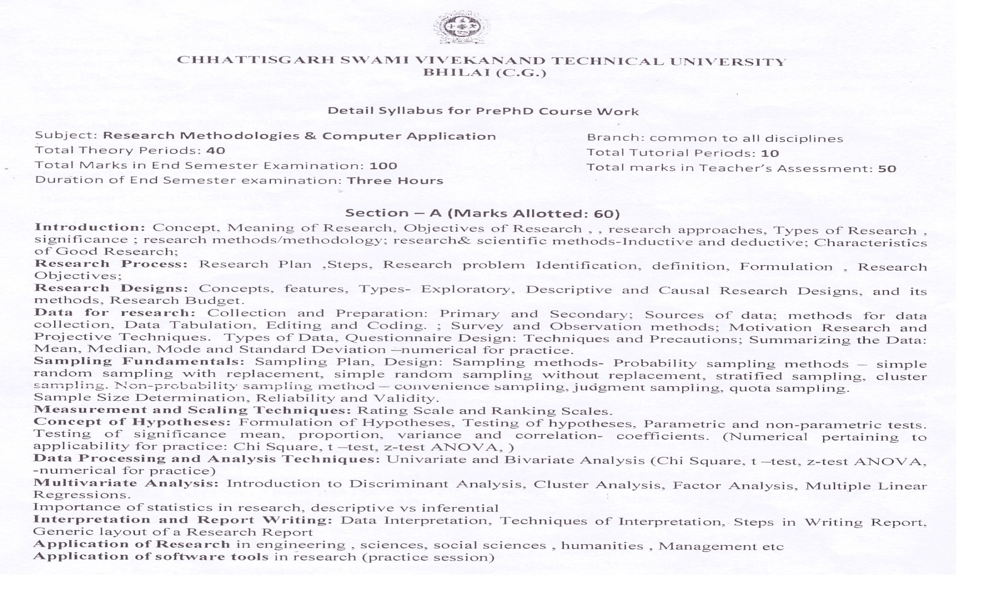 CHHATTISGARH SWAMI VIVEKANAND TECHNICAL UNIVERSITY
BHILAI (C.G.)
Detail Syllabus for PrePhD Course Work
Subject: Research Methodologies & Computer Application
Branch: common to all disciplines
Total Theory Periods: 40
Total Tutorial Periods: 10
Total Marks in End Semester Examination: 100
Total marks in Teacher's Assessment: 50
Duration of End Semester examination: Three Hours
Section – A (Marks Allotted: 60)
Introduction: Concept, Meaning of Research, Objectives of Research , , research approaches, Types of Research ,
significance ; research methods/methodology; research& scientific methods-Inductive and deductive; Characteristics
of Good Research;
Research Process: Research Plan ,Steps, Research problem Identification, definition, Formulation , Research
Objectives;
Research Designs: Concepts, features, Types- Exploratory, Descriptive and Causal Research Designs, and its
methods, Research Budget.
Data for research: Collection and Preparation: Primary and Secondary; Sources of data; methods for data
collection, Data Tabulation, Editing and Coding. ; Survey and Observation methods; Motivation Research and
Projective Techniques. Types of Data, Questionnaire Design: Techniques and Precautions; Summarizing the Data:
Mean, Median, Mode and Standard Deviation –numerical for practice.
Sampling Fundamentals: Sampling Plan, Design: Sampling methods- Probability sampling methods – simple
random sampling with replacement, simple random sampling without replacement, stratified sampling, cluster
sampling. Non-probability sampling method – convenience sampling, judgment sampling, quota sampling.
Sample Size Determination, Reliability and Validity.
Measurement and Scaling Techniques: Rating Scale and Ranking Scales.
Concept of Hypotheses: Formulation of Hypotheses, Testing of hypotheses, Parametric and non-parametric tests.
Testing of significance mean, proportion, variance and correlation- coefficients. (Numerical pertaining to
applicability for practice: Chi Square, t –test, z-test ANOVA, )
Data Processing and Analysis Techniques: Univariate and Bivariate Analysis (Chi Square, t –test, z-test ANOVA,
-numerical for practice)
Multivariate Analysis: Introduction to Discriminant Analysis, Cluster Analysis, Factor Analysis, Multiple Linear
Regressions.
Importance of statistics in research, descriptive vs inferential
Interpretation and Report Writing: Data Interpretation, Techniques of Interpretation, Steps in Writing Report,
Generic layout of a Research Report
Application of Research in engineering , sciences, social sciences , humanities , Management etc
Application of software tools in research (practice session)